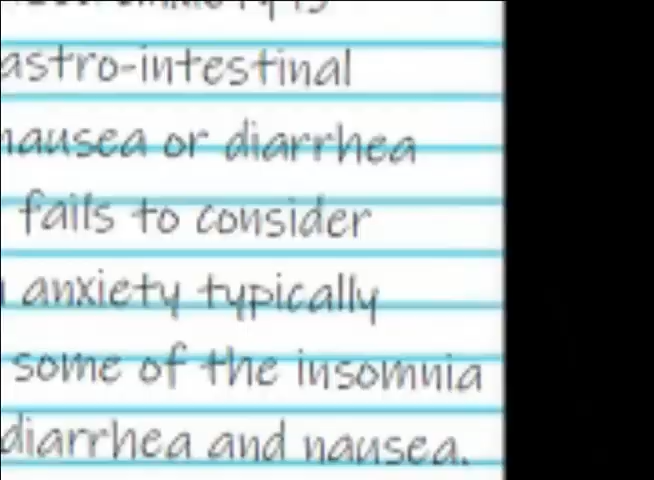 astro-intestinal
nausea or diarrhea
fails to consider
anxiety typically
some of the insomnia
diarrhea and nausea.